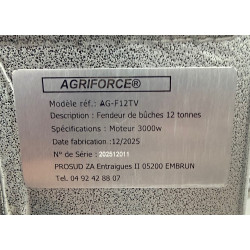 AGRIFORCE®
Modèle réf.: AG-F12TV
Description : Fendeur de bûches 12 tonnes
Spécifications : Moteur 3000w
Date fabrication :12/2025
N° de Série : 202512011
PROSUD ZA Entraigues II 05200 EMBRUN
Tel. 04 92 42 88 07